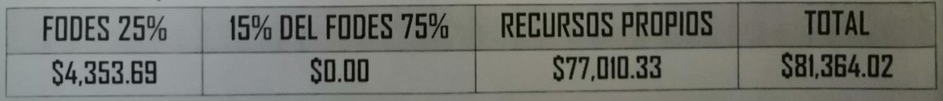 FODES 25% 15% DEL FODES 75% RECURSOS PROPIOS TOTAL
$4,353.69 $0.00 $77,010.33 $81,364.02